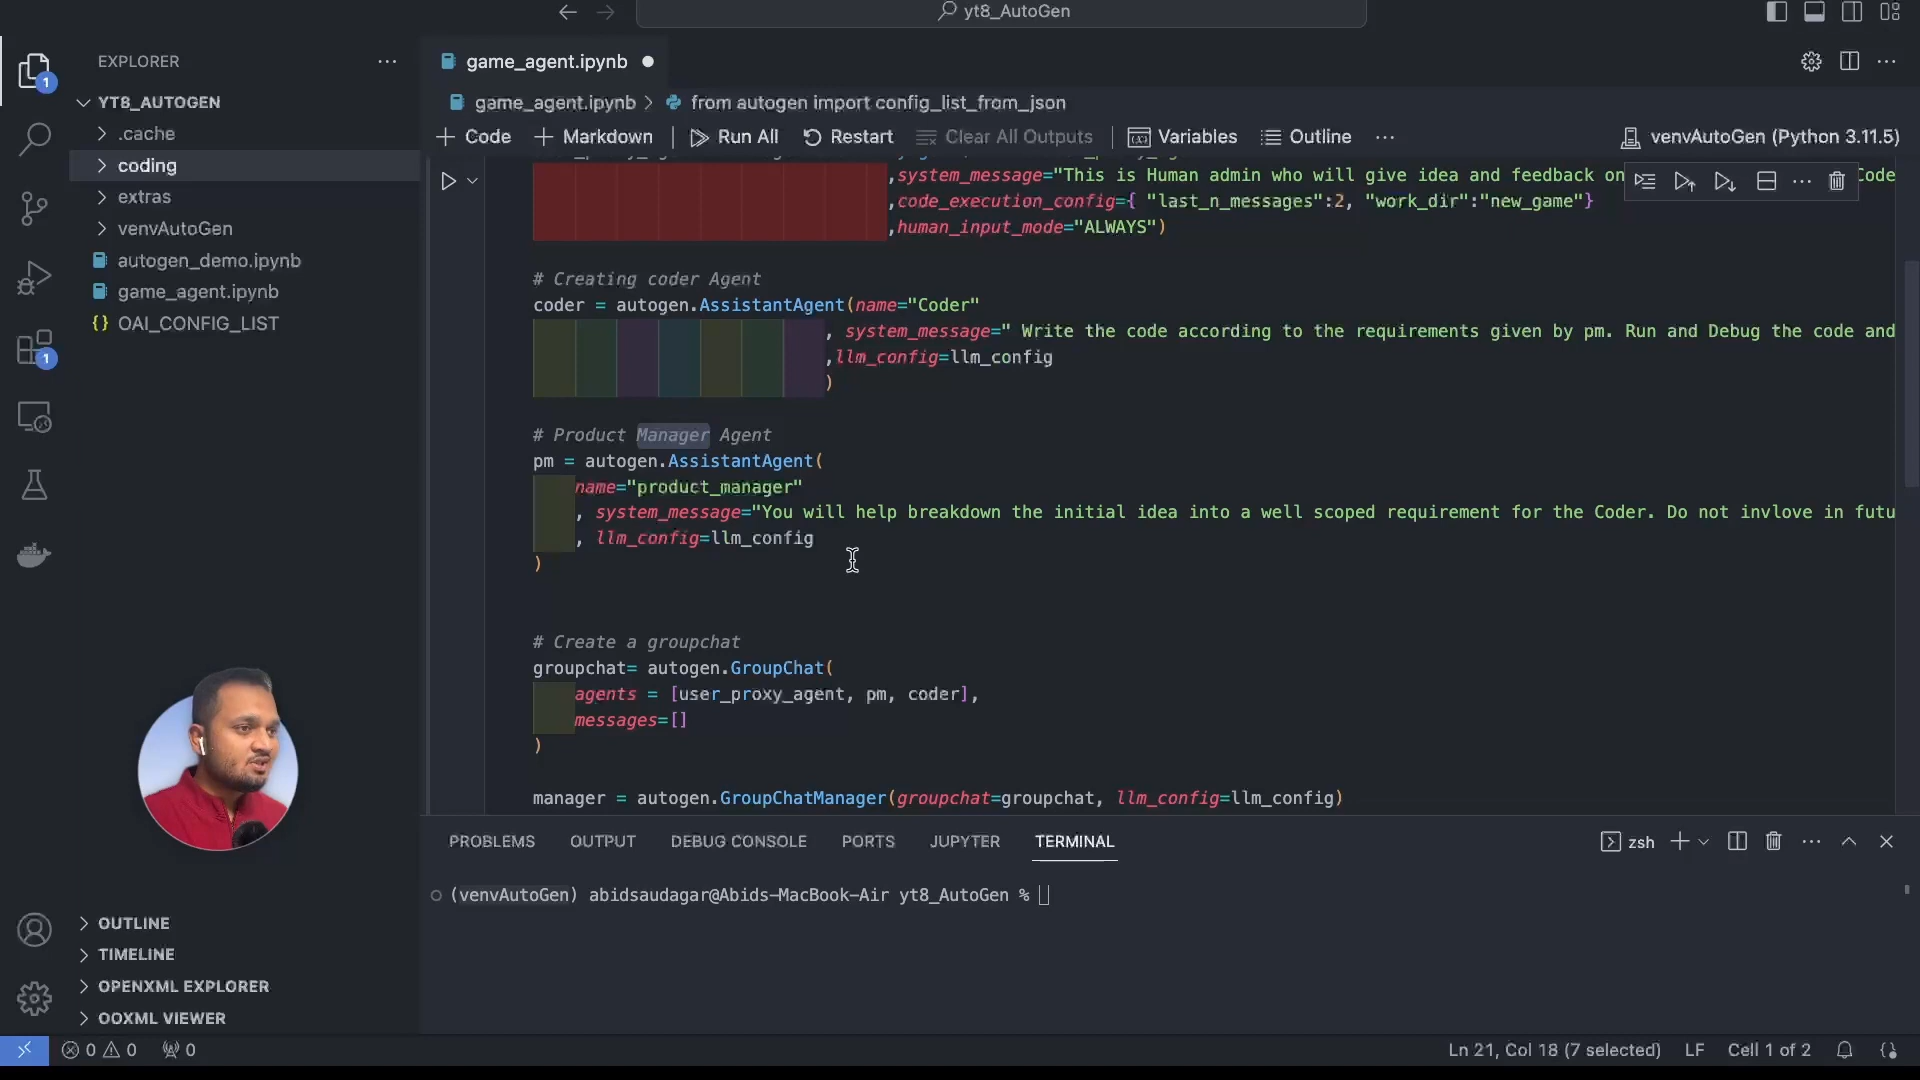 yt8_AutoGen
EXPLORER
game_agent.ipynb
YT8_AUTOGEN
game_agent.ipynb > from autogen import config_list_from_json
.cache
coding
extras
venvAutoGen
autogen_demo.ipynb
game_agent.ipynb
{} OAI_CONFIG_LIST
1
1
+ Code + Markdown | Run All Restart Clear All Outputs | Variables Outline ... venvAutoGen (Python 3.11.5)
,system_message="This is Human admin who will give idea and feedback on Code
,code_execution_config={ "last_n_messages":2, "work_dir":"new_game"}
,human_input_mode="ALWAYS")
# Creating coder Agent
coder = autogen.AssistantAgent(name="Coder"
, system_message=" Write the code according to the requirements given by pm. Run and Debug the code and
,llm_config=llm_config
)
# Product Manager Agent
pm = autogen.AssistantAgent(
name="product_manager"
, system_message="You will help breakdown the initial idea into a well scoped requirement for the Coder. Do not invlove in futu
, llm_config=llm_config
)
# Create a groupchat
groupchat= autogen.GroupChat(
agents = [user_proxy_agent, pm, coder],
messages=[]
)
manager = autogen.GroupChatManager(groupchat=groupchat, llm_config=llm_config)
PROBLEMS OUTPUT DEBUG CONSOLE PORTS JUPYTER TERMINAL
zsh
(venvAutoGen) abidsaudagar@Abids-MacBook-Air yt8_AutoGen %
OUTLINE
TIMELINE
OPENXML EXPLORER
OOXML VIEWER
0 0 0
Ln 21, Col 18 (7 selected) LF Cell 1 of 2